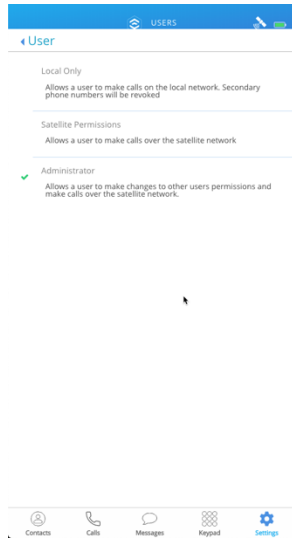 USERS
User
Local Only
Allows a user to make calls on the local network. Secondary
phone numbers will be revoked
Satellite Permissions
Allows a user to make calls over the satellite network
Administrator
Allows a user to make changes to other users permissions and
make calls over the satellite network.
Contacts Calls Messages Keypad Settings